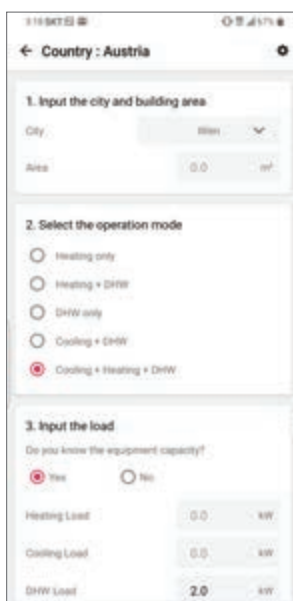 ← Country : Austria
1. Input the city and building area
City Wien
Area 0.0 m²
2. Select the operation mode
Heating only
Heating + DHW
DHW only
Cooling + DHW
Cooling + Heating + DHW
3. Input the load
Do you know the equipment capacity?
Yes No
Heating Load 0.0 kW
Cooling Load 0.0 kW
DHW Load 2.0 kW